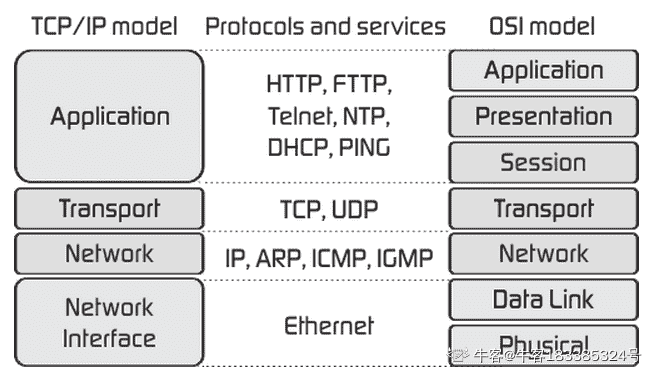 TCP/IP model
Protocols and services
OSI model
Application
HTTP, FTTP,
Telnet, NTP,
DHCP, PING
Application
Presentation
Session
Transport
TCP, UDP
Transport
Network
IP, ARP, ICMP, IGMP
Network
Network
Interface
Ethernet
Data Link
Physical
牛客@牛客183385324号